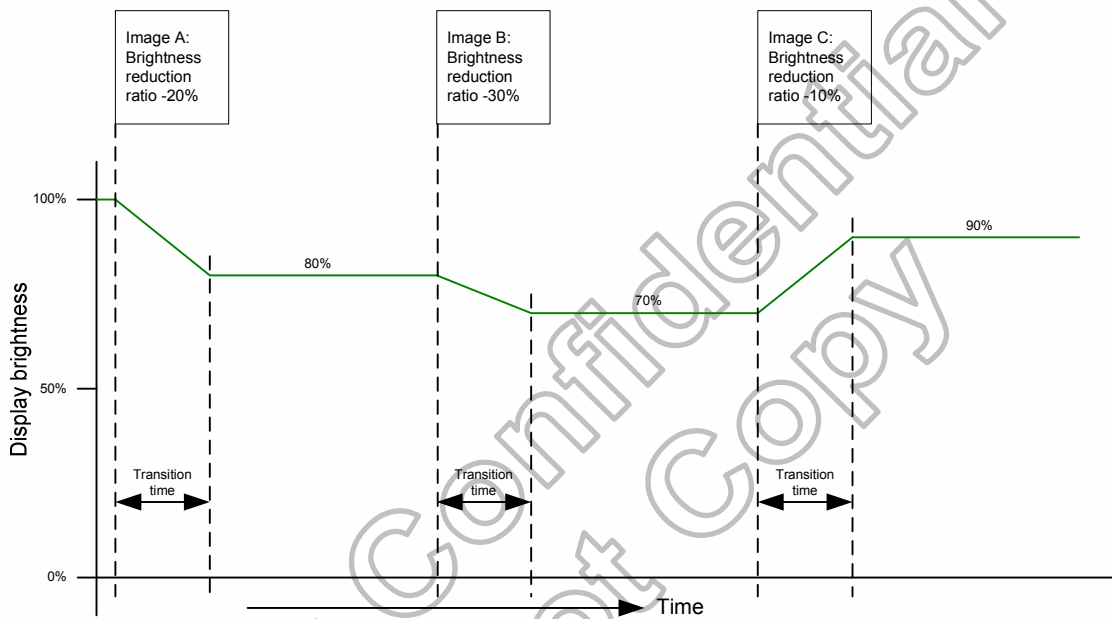 Image A:
Brightness
reduction
ratio -20%
Image B:
Brightness
reduction
ratio -30%
Image C:
Brightness
reduction
ratio -10%
100%
80%
70%
90%
50%
Display brightness
Transition
time
Transition
time
Transition
time
0%
Time
Confidential
ot Copy